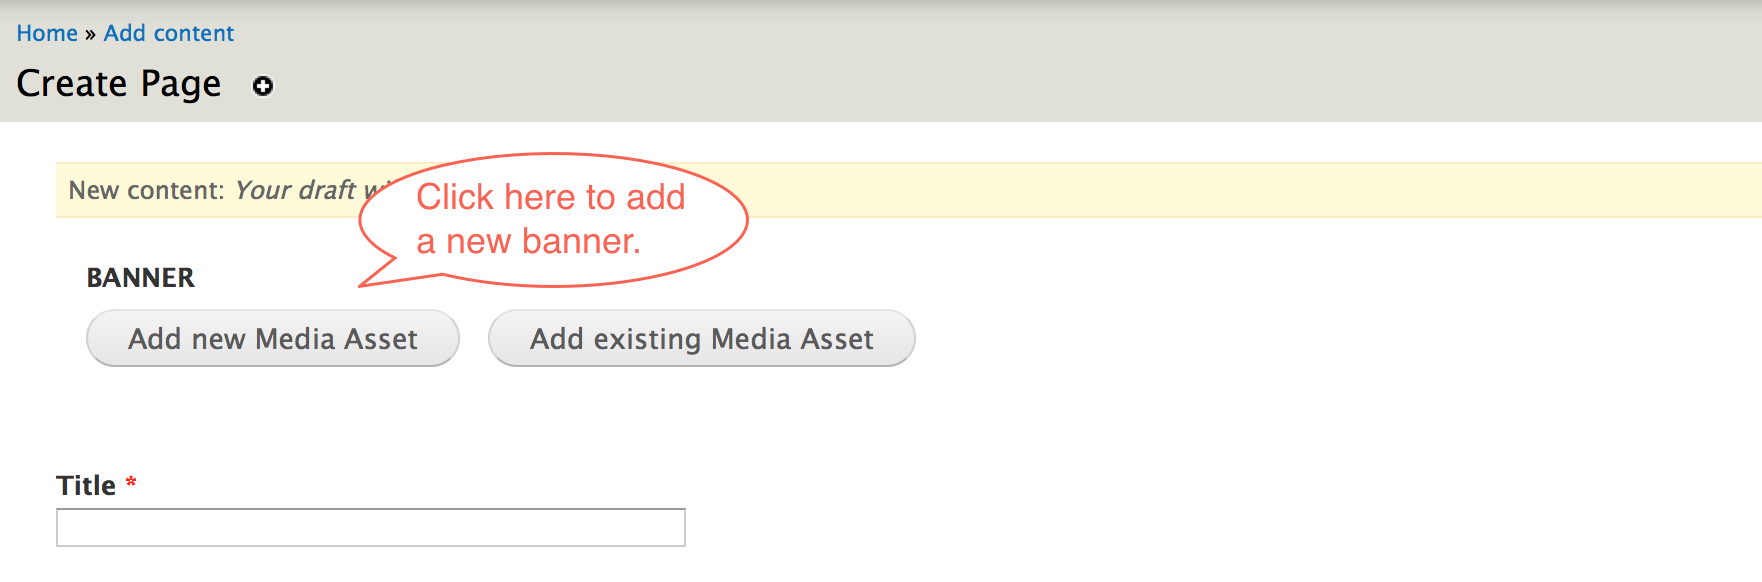 Home » Add content
Create Page
New content: Your draft
Click here to add
a new banner.
BANNER
Add new Media Asset
Add existing Media Asset
Title *